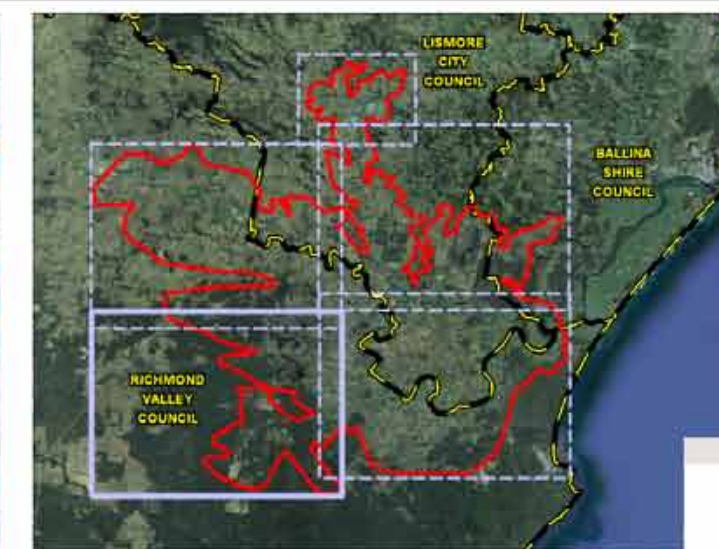 LISMORE
CITY
COUNCIL
BALLINA
SHIRE
COUNCIL
RICHMOND
VALLEY
COUNCIL